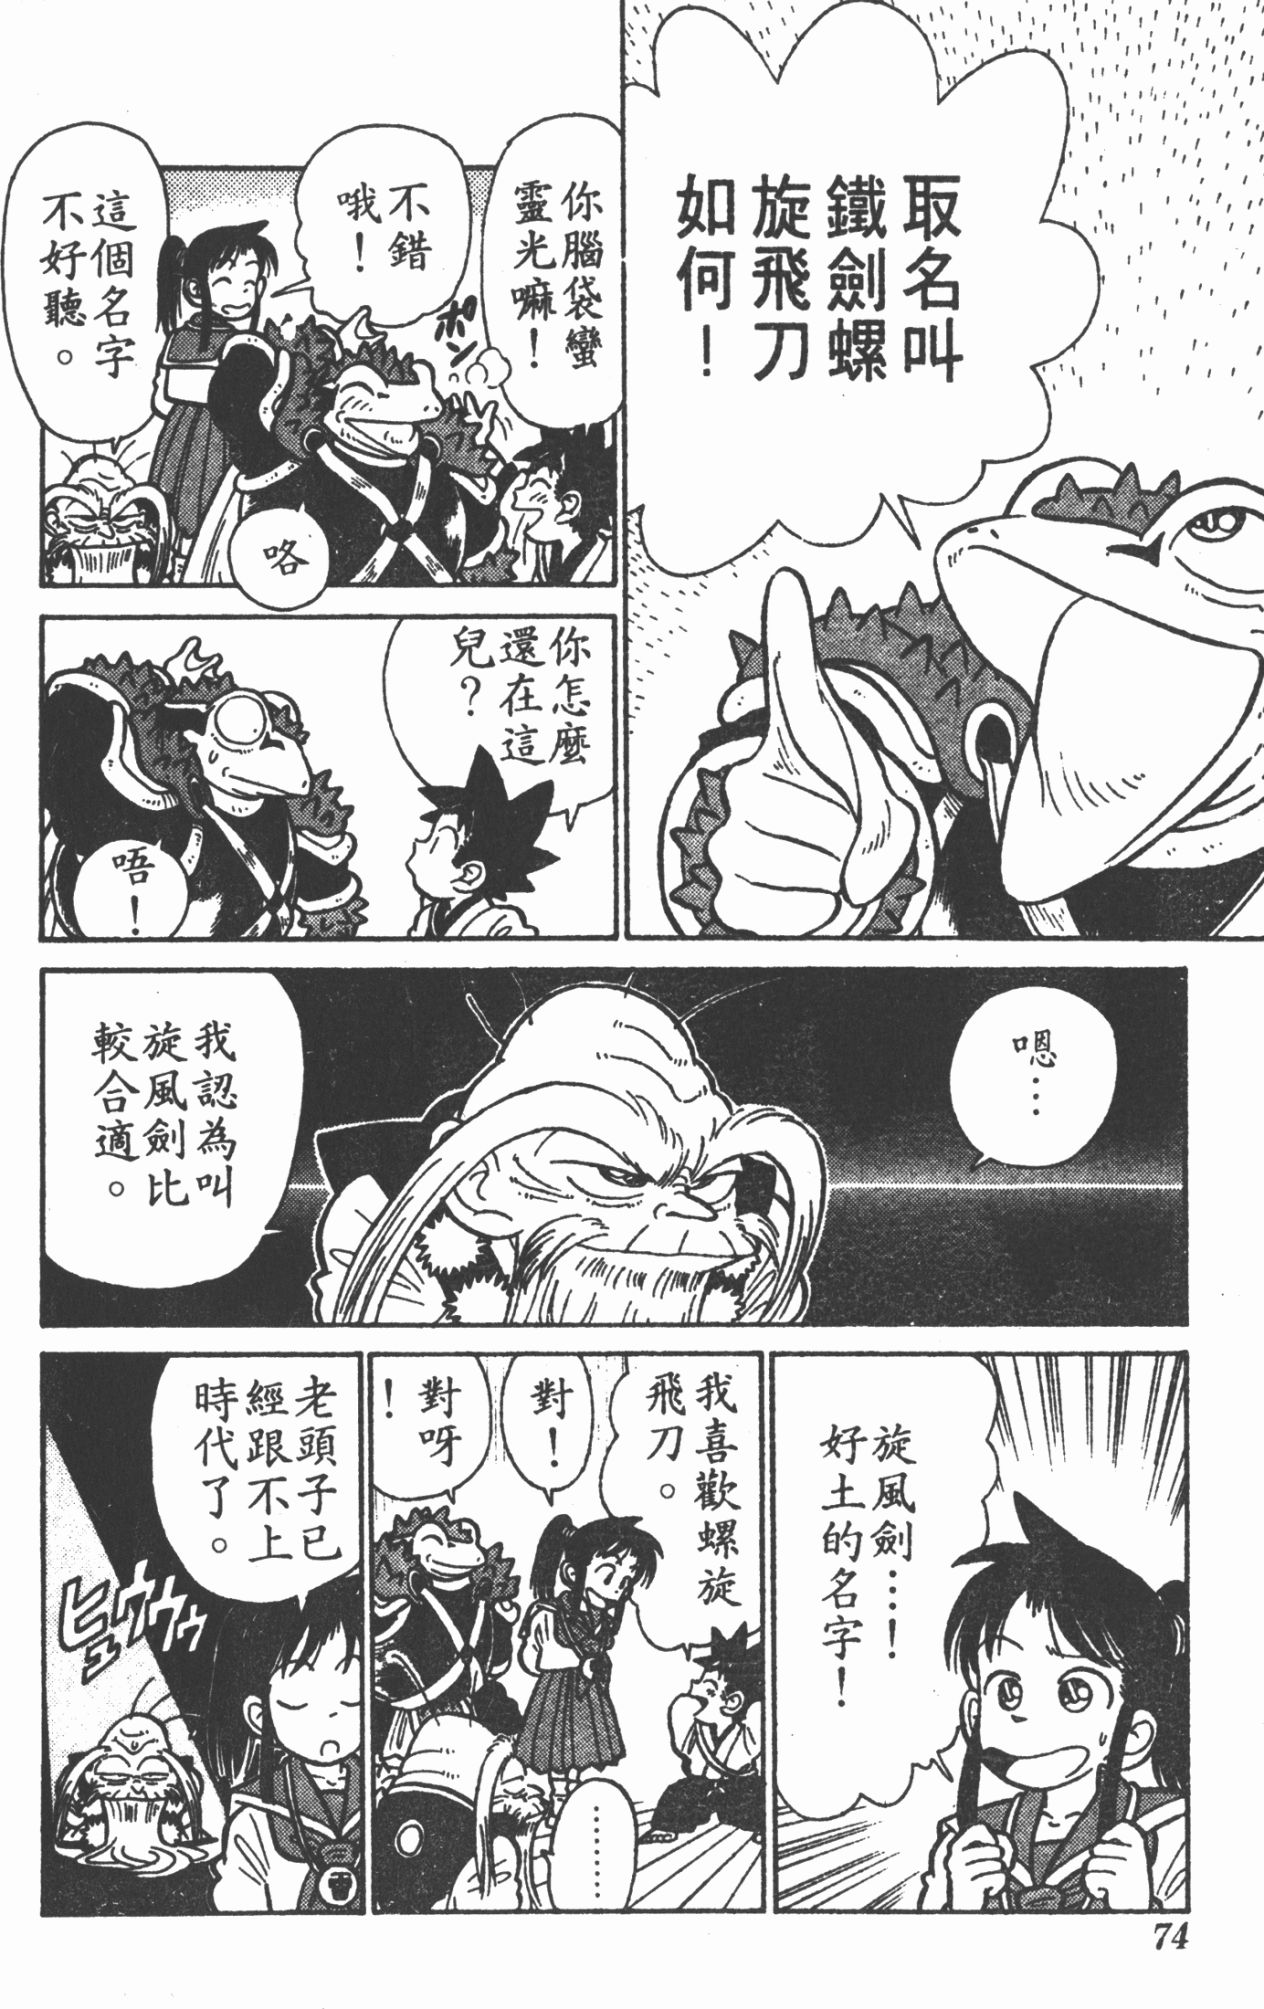 取名叫
鐵劍螺
旋飛刀
如何！
你腦袋蠻
靈光嘛！
不錯
哦！
ポン
這個名字
不好聽。
咯
你怎麼
還在這
兒？
唔！
嗯…
我認為叫
旋風劍比
較合適。
旋風劍…！
好土的名字！
我喜歡螺旋
飛刀。
對！
對呀
！
……
老頭子已
經跟不上
時代了。
ヒュウウゥ
74